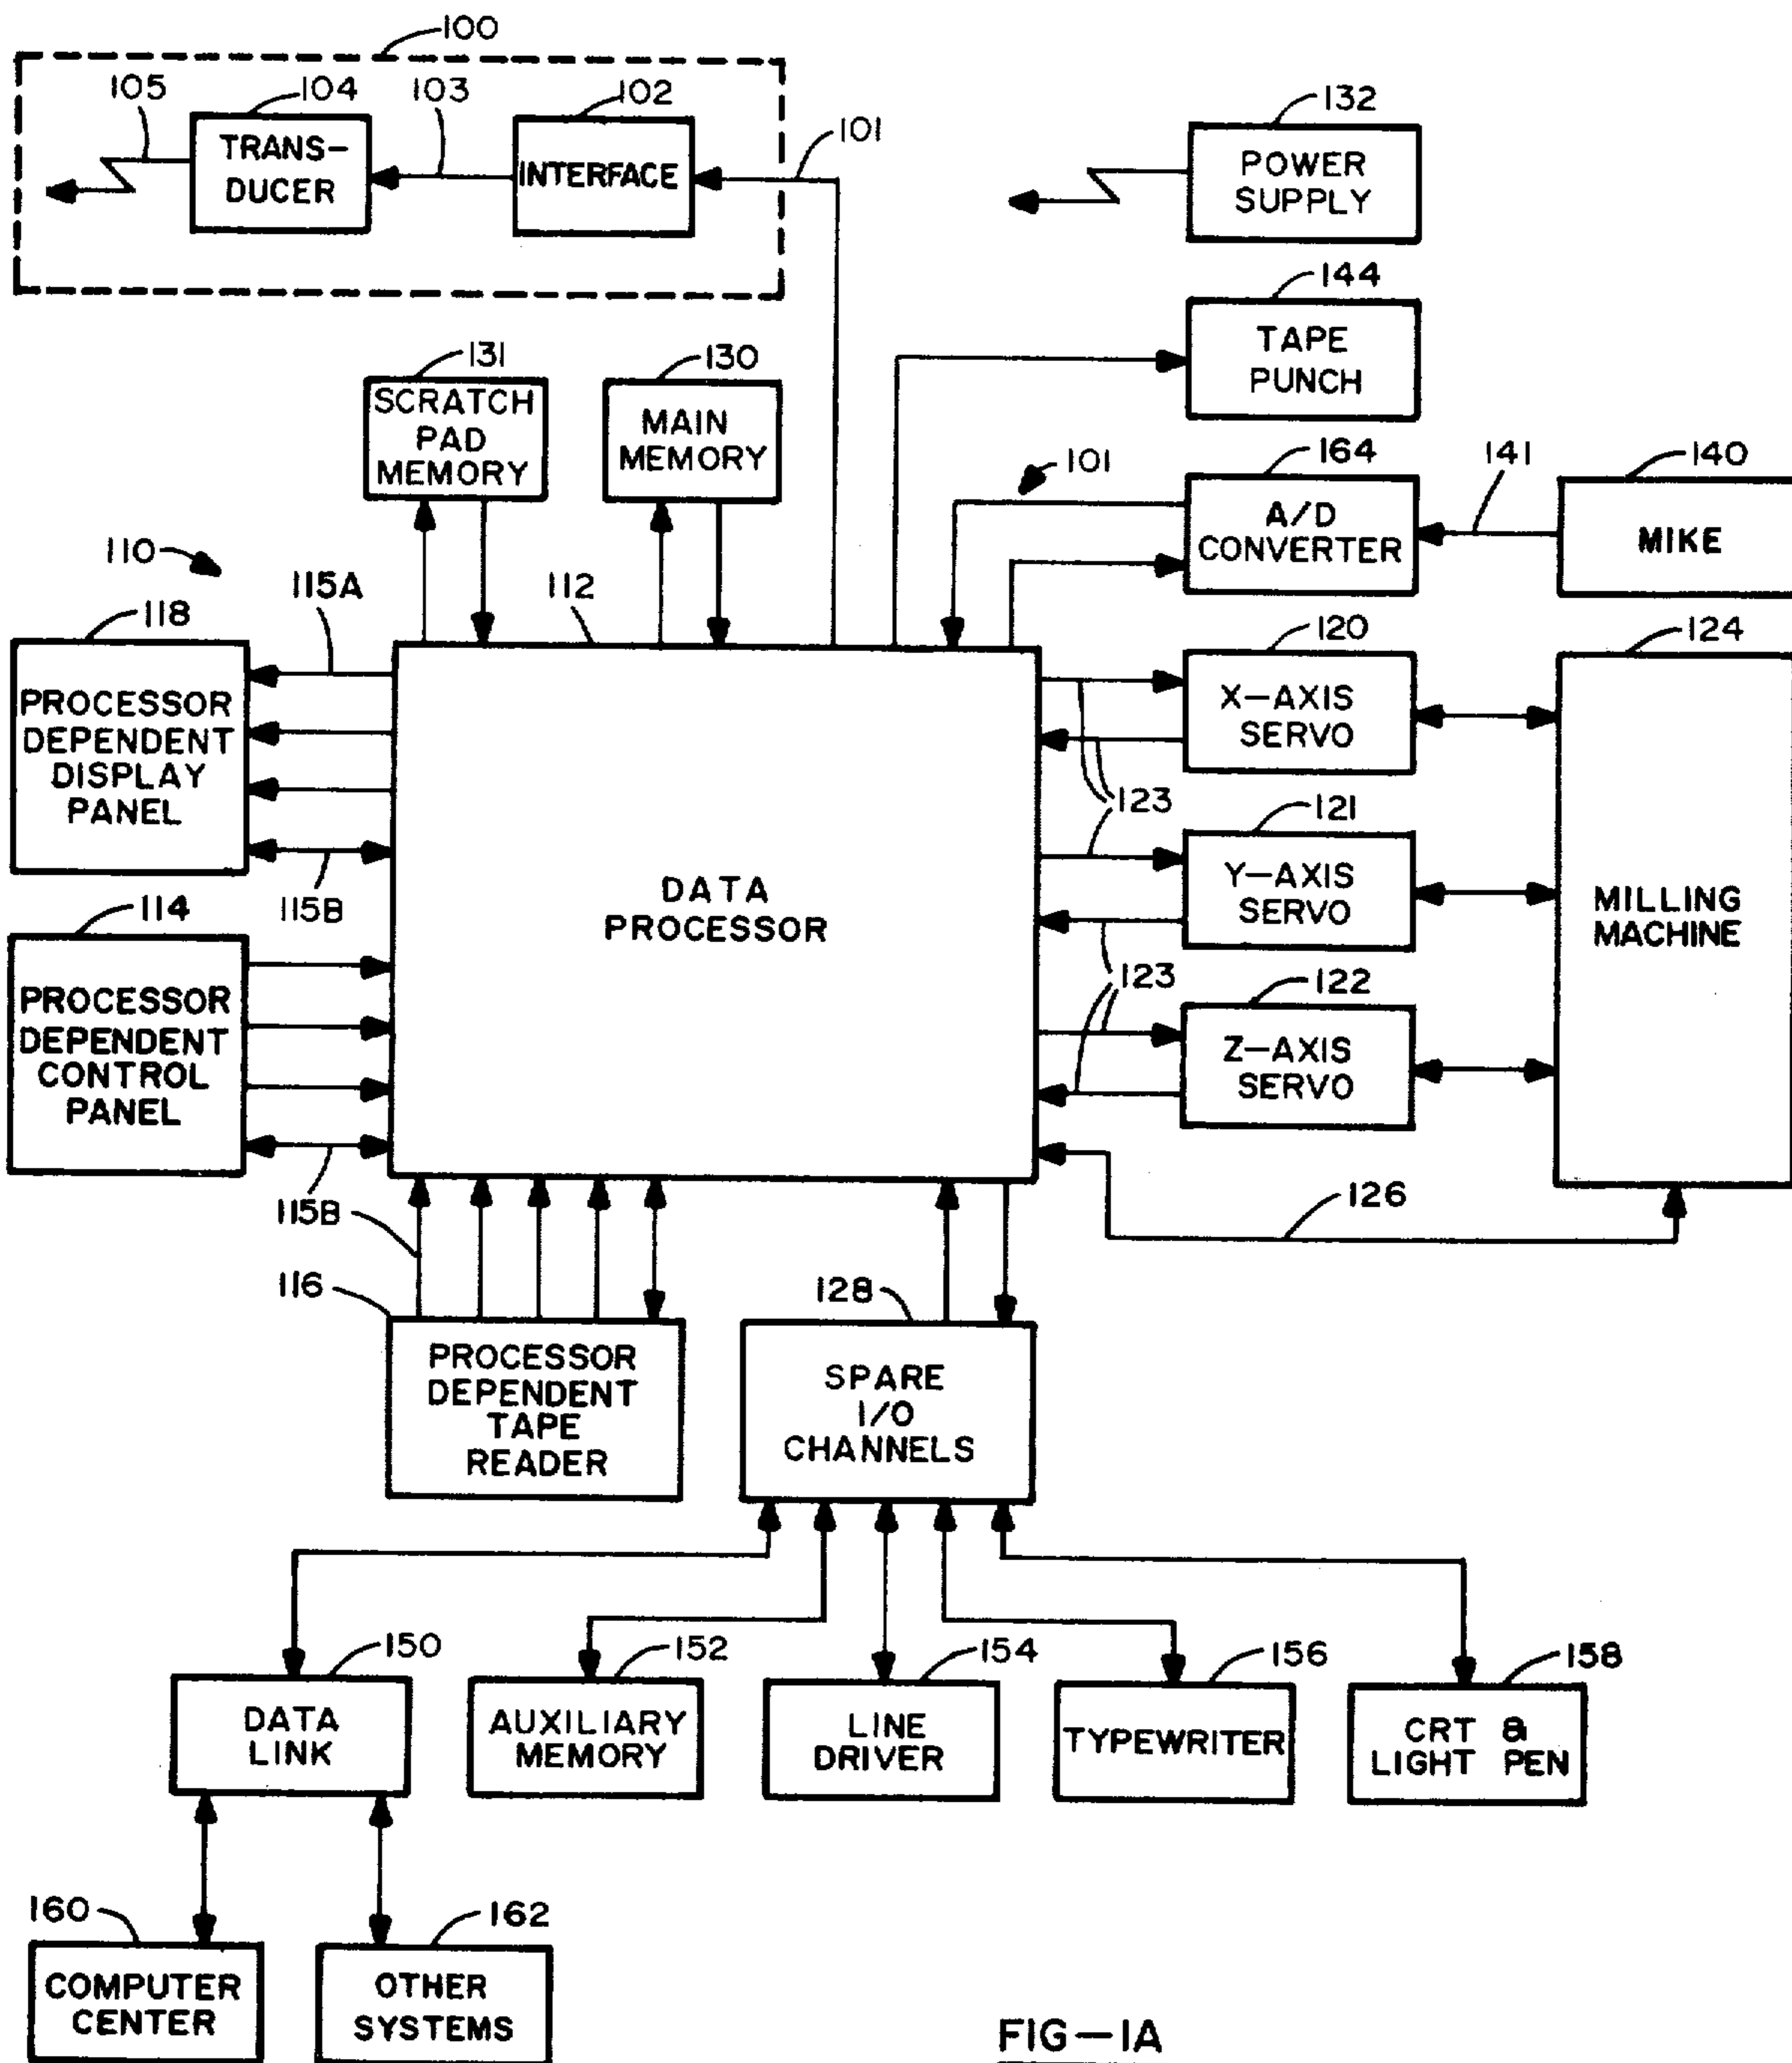 100
105
104
103
102
101
132
TRANS-
DUCER
INTERFACE
POWER
SUPPLY
144
TAPE
PUNCH
131
130
SCRATCH
PAD
MEMORY
MAIN
MEMORY
101
164
141
140
A/D
CONVERTER
MIKE
110
115A
112
118
120
124
PROCESSOR
DEPENDENT
DISPLAY
PANEL
X-AXIS
SERVO
123
121
115B
DATA
PROCESSOR
Y-AXIS
SERVO
MILLING
MACHINE
114
123
122
PROCESSOR
DEPENDENT
CONTROL
PANEL
Z-AXIS
SERVO
115B
126
116
128
PROCESSOR
DEPENDENT
TAPE
READER
SPARE
I/O
CHANNELS
150
152
154
156
158
DATA
LINK
AUXILIARY
MEMORY
LINE
DRIVER
TYPEWRITER
CRT &
LIGHT PEN
160
162
COMPUTER
CENTER
OTHER
SYSTEMS
FIG-1A